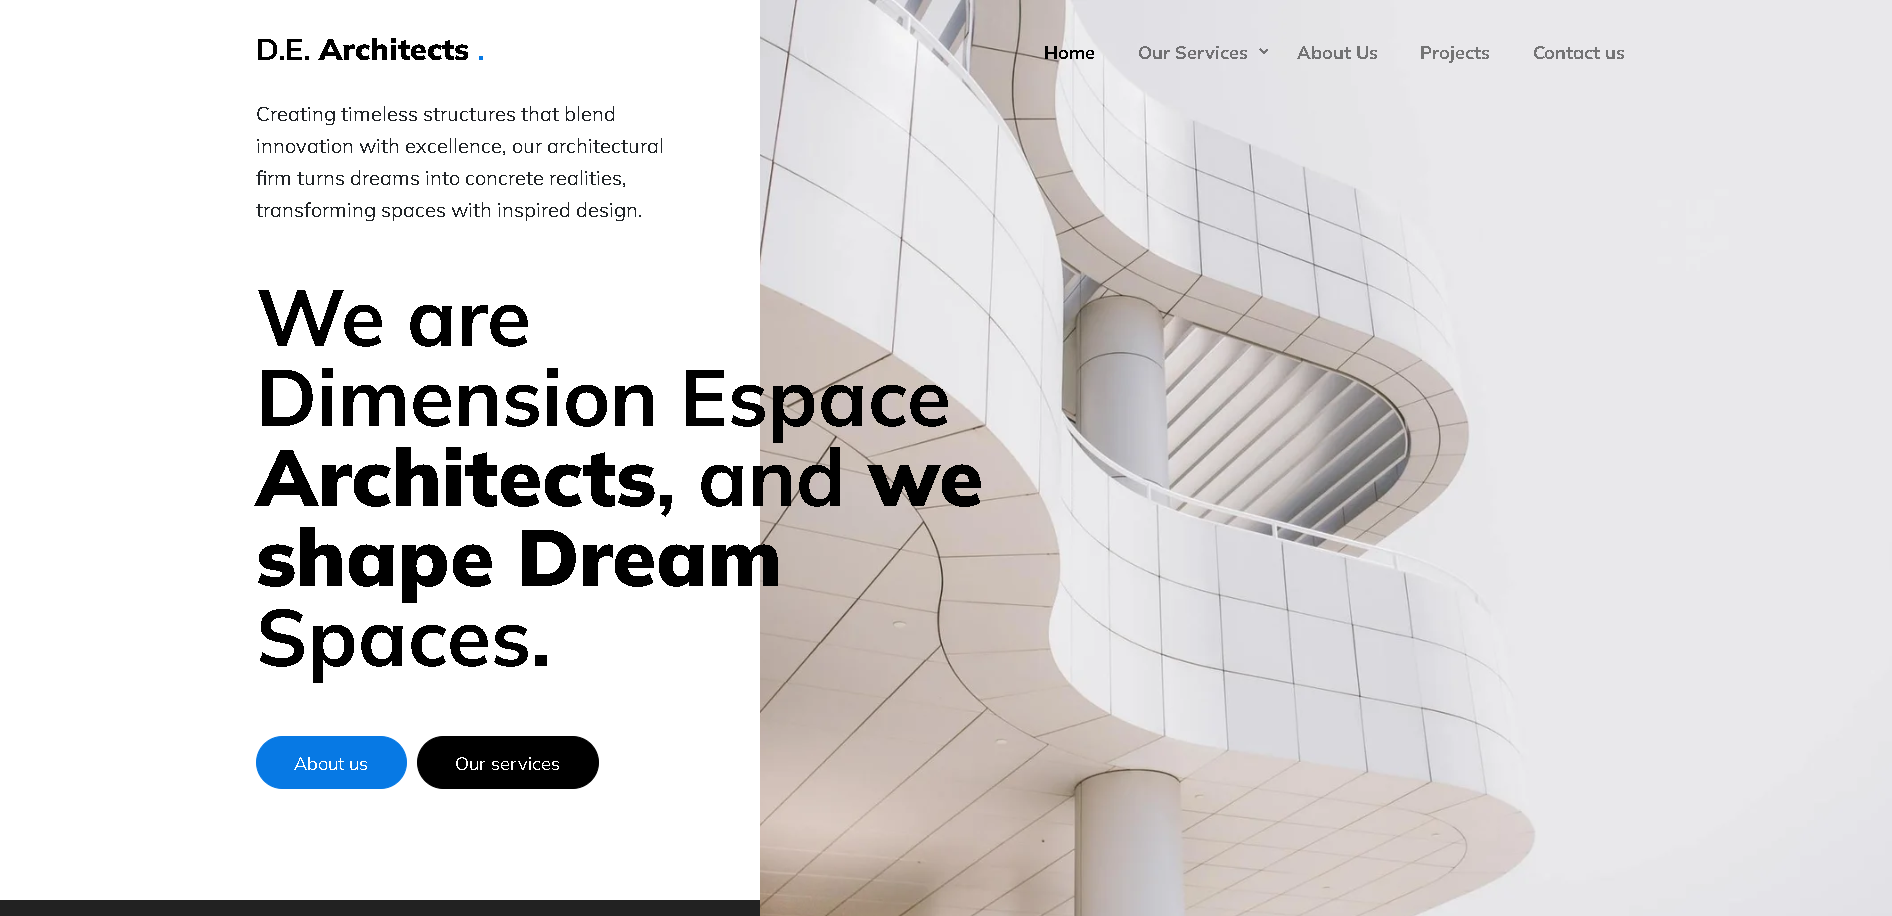 D.E. Architects .
Home
Our Services
About Us
Projects
Contact us
Creating timeless structures that blend
innovation with excellence, our architectural
firm turns dreams into concrete realities,
transforming spaces with inspired design.
We are
Dimension Espace
Architects, and we
shape Dream
Spaces.
About us
Our services